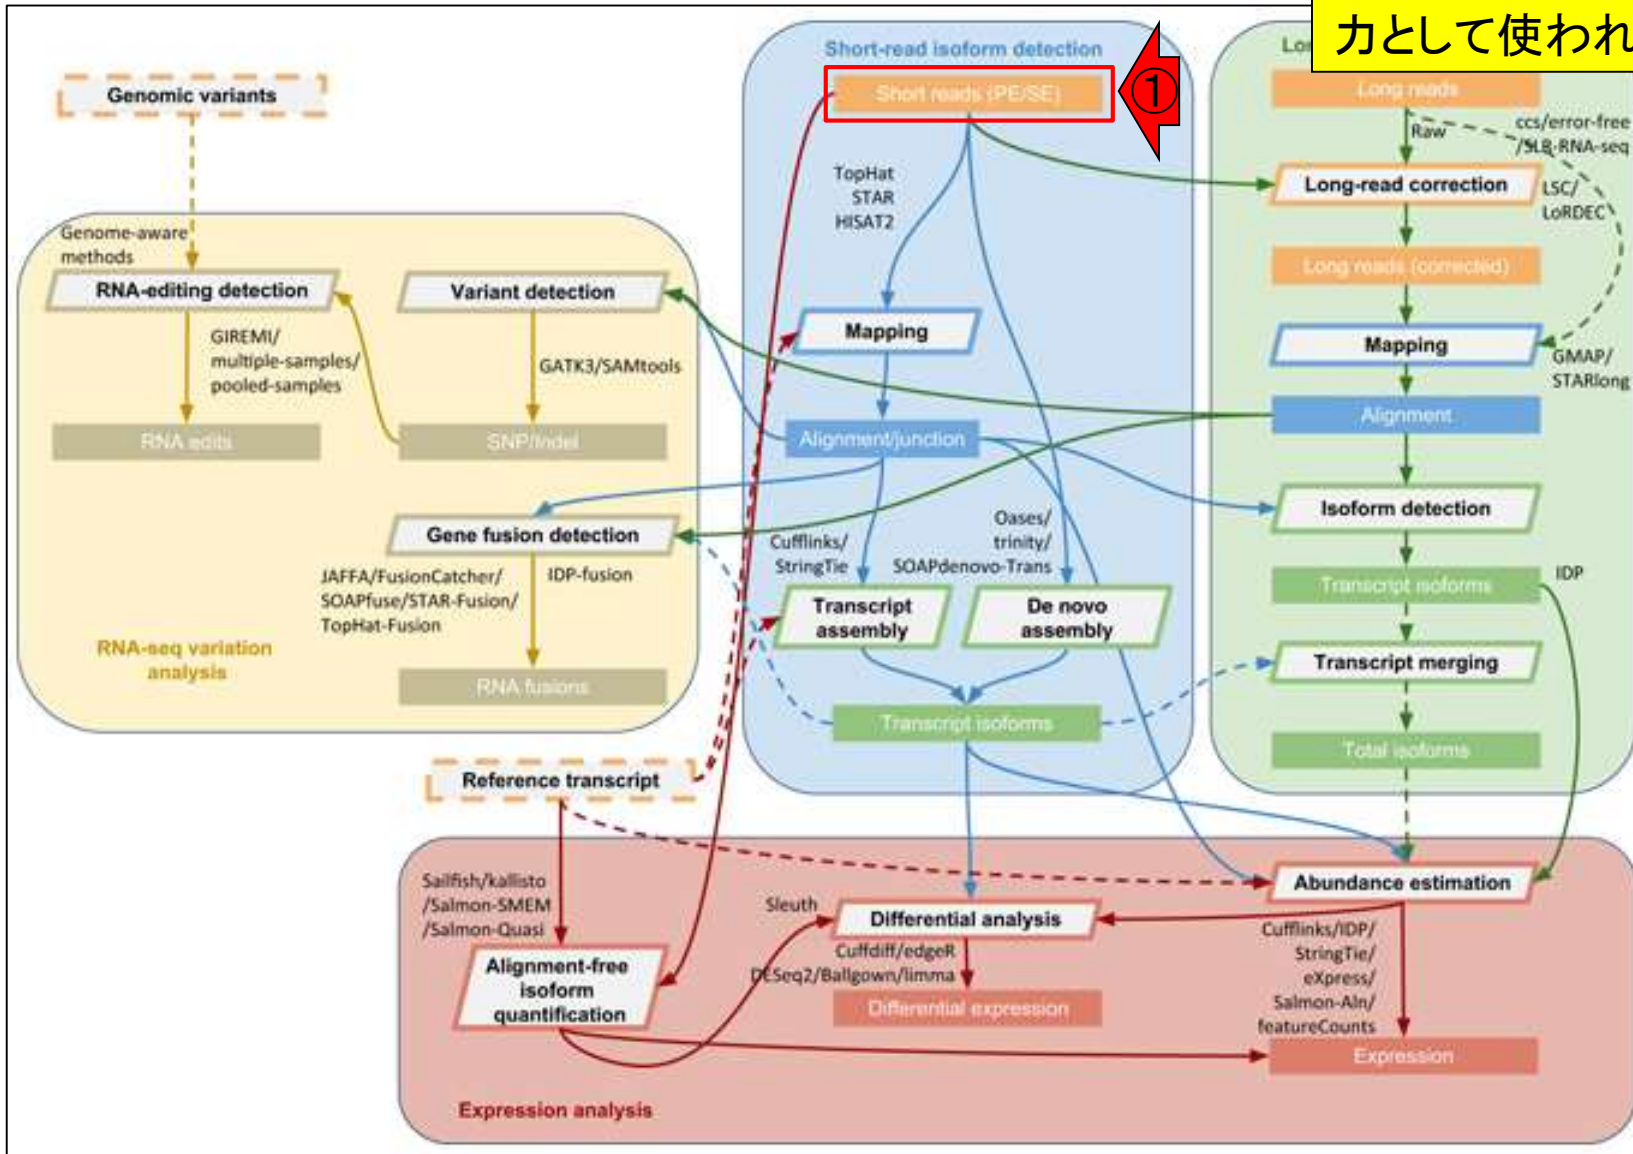 力として使われ
Short-read isoform detection
Short reads (PE/SE)
①
TopHat
STAR
HISAT2
Mapping
Alignment/junction
Cufflinks/
StringTie
Oases/
trinity/
SOAPdenovo-Trans
Transcript
assembly
De novo
assembly
Transcript isoforms
Long reads
Raw
ccs/error-free
/SLR-RNA-seq
Long-read correction
LSC/
LoRDEC
Long reads (corrected)
Mapping
GMAP/
STARlong
Alignment
Isoform detection
Transcript isoforms
IDP
Transcript merging
Total isoforms
Genomic variants
Genome-aware
methods
RNA-editing detection
Variant detection
GIREMI/
multiple-samples/
pooled-samples
GATK3/SAMtools
RNA edits
SNP/Indel
Gene fusion detection
JAFFA/FusionCatcher/
SOAPfuse/STAR-Fusion/
TopHat-Fusion
IDP-fusion
RNA-seq variation
analysis
RNA fusions
Reference transcript
Sailfish/kallisto
/Salmon-SMEM
/Salmon-Quasi
Alignment-free
isoform
quantification
Sleuth
Differential analysis
Cuffdiff/edgeR
DESeq2/Ballgown/limma
Differential expression
Abundance estimation
Cufflinks/IDP/
StringTie/
eXpress/
Salmon-Aln/
featureCounts
Expression
Expression analysis